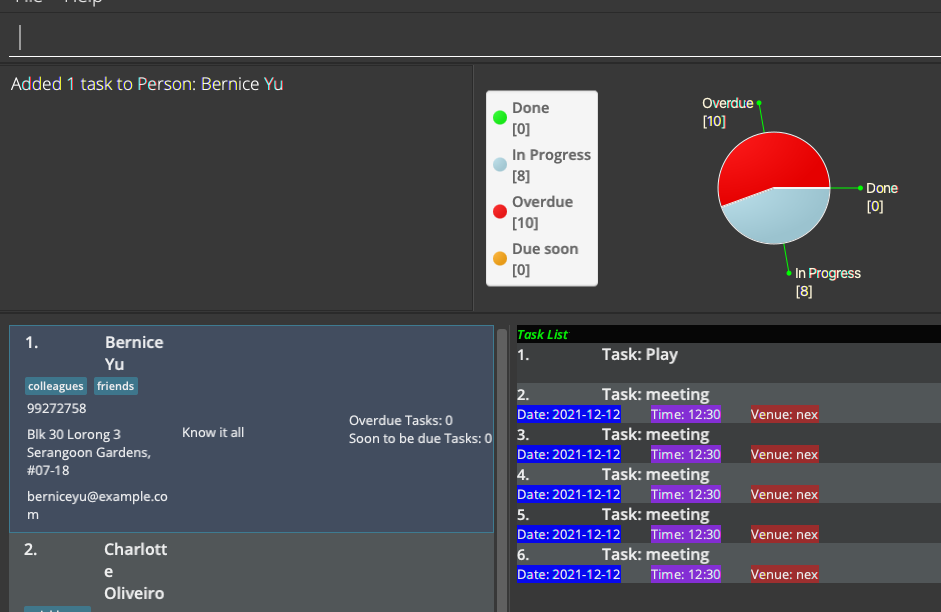 File Help
Added 1 task to Person: Bernice Yu
Done
[0]
In Progress
[8]
Overdue
[10]
Due soon
[0]
Overdue
[10]
Done
[0]
In Progress
[8]
1. Bernice
Yu
colleagues friends
99272758
Blk 30 Lorong 3
Serangoon Gardens,
#07-18
berniceyu@example.co
m
Know it all
Overdue Tasks: 0
Soon to be due Tasks: 0
2. Charlott
e
Oliveiro
Task List
1. Task: Play
2. Task: meeting
Date: 2021-12-12 Time: 12:30 Venue: nex
3. Task: meeting
Date: 2021-12-12 Time: 12:30 Venue: nex
4. Task: meeting
Date: 2021-12-12 Time: 12:30 Venue: nex
5. Task: meeting
Date: 2021-12-12 Time: 12:30 Venue: nex
6. Task: meeting
Date: 2021-12-12 Time: 12:30 Venue: nex